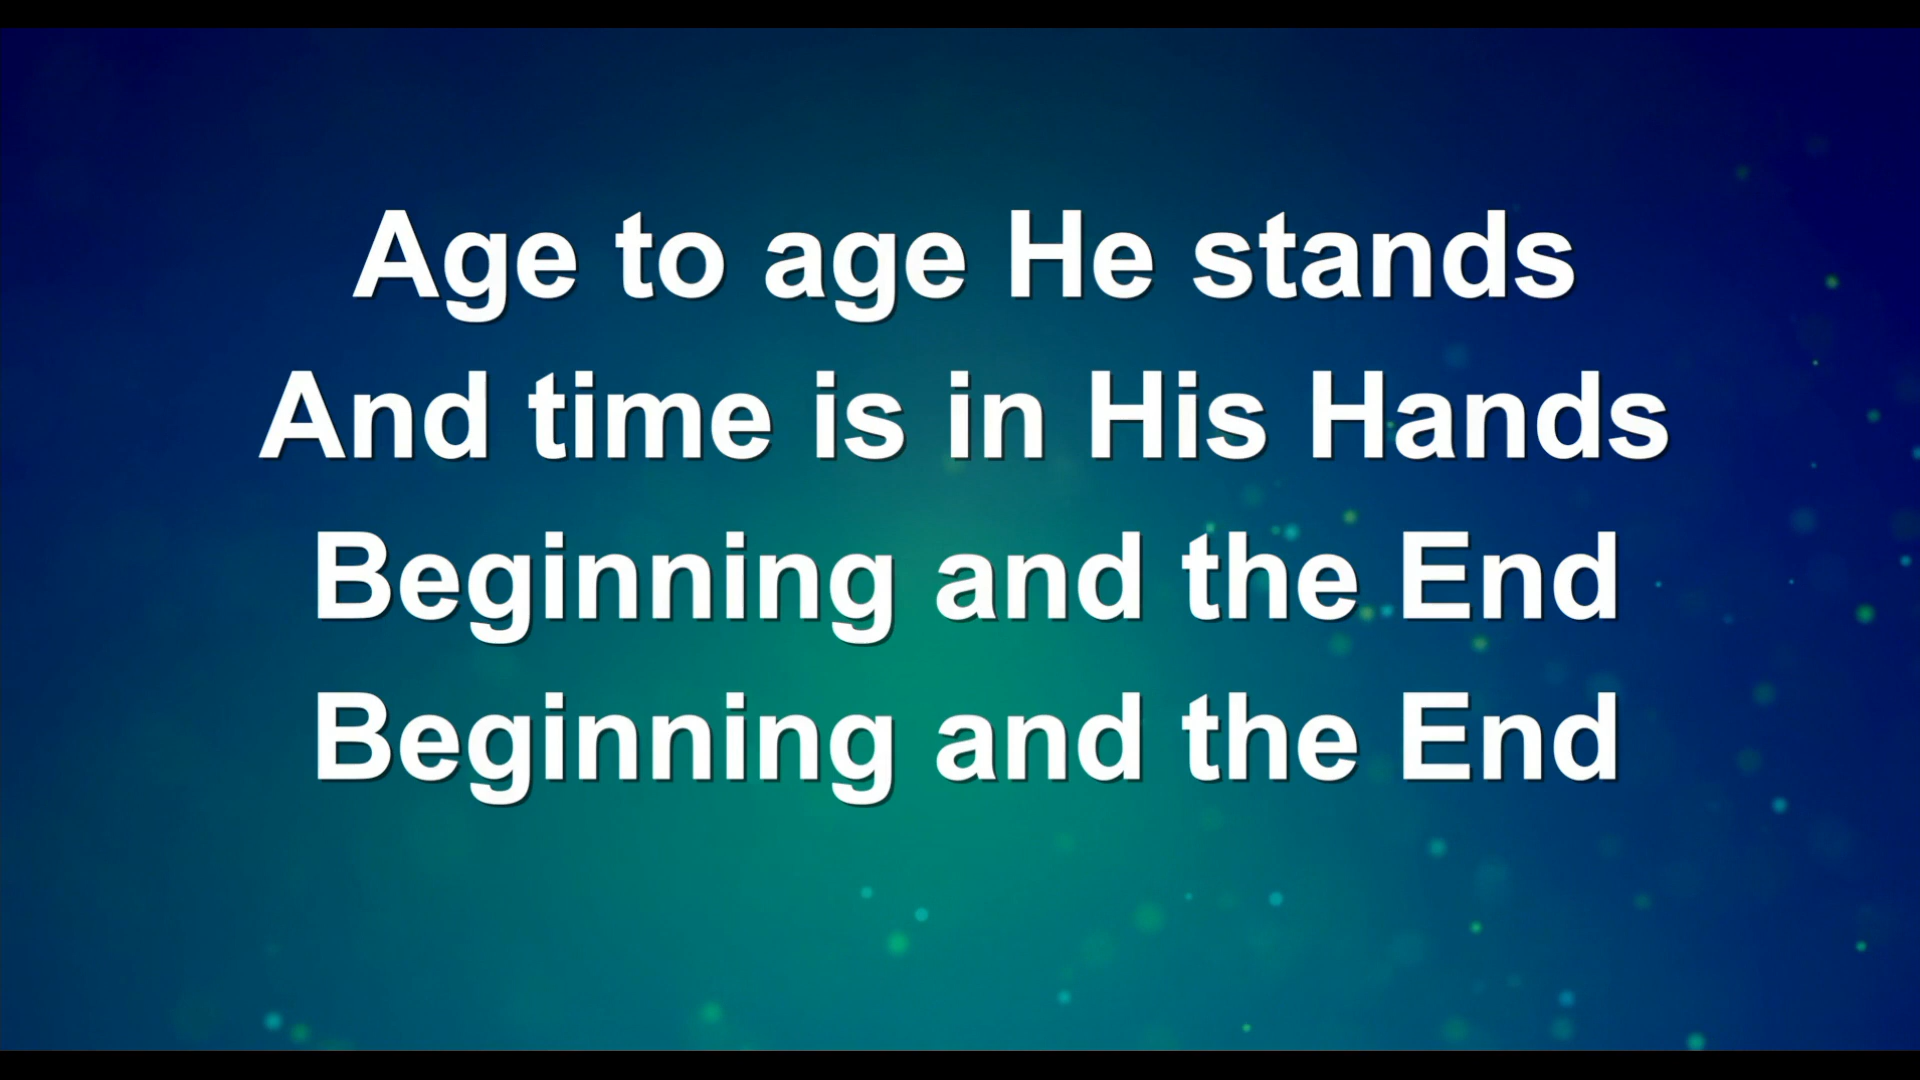 Age to age He stands
And time is in His Hands
Beginning and the End
Beginning and the End